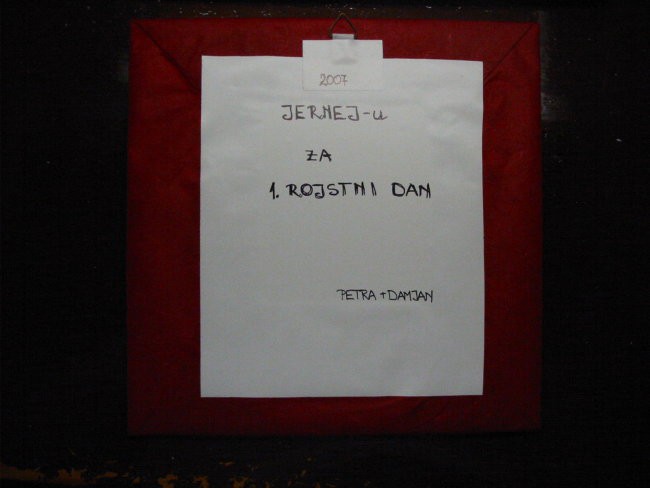 2007
JERNEJ-u
ZA
1. ROJSTNI DAN
PETRA + DAMJAN